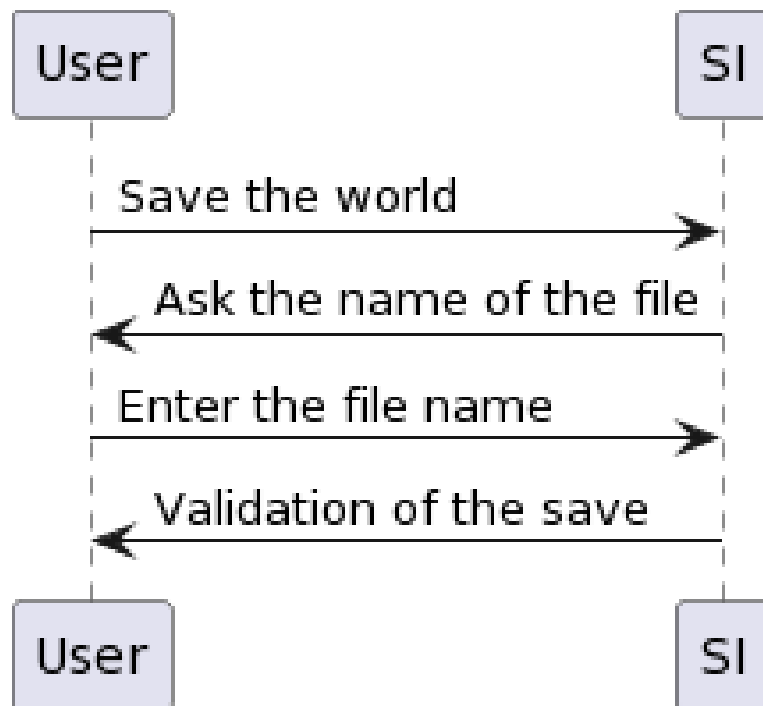 User SI
Save the world
Ask the name of the file
Enter the file name
Validation of the save
User SI